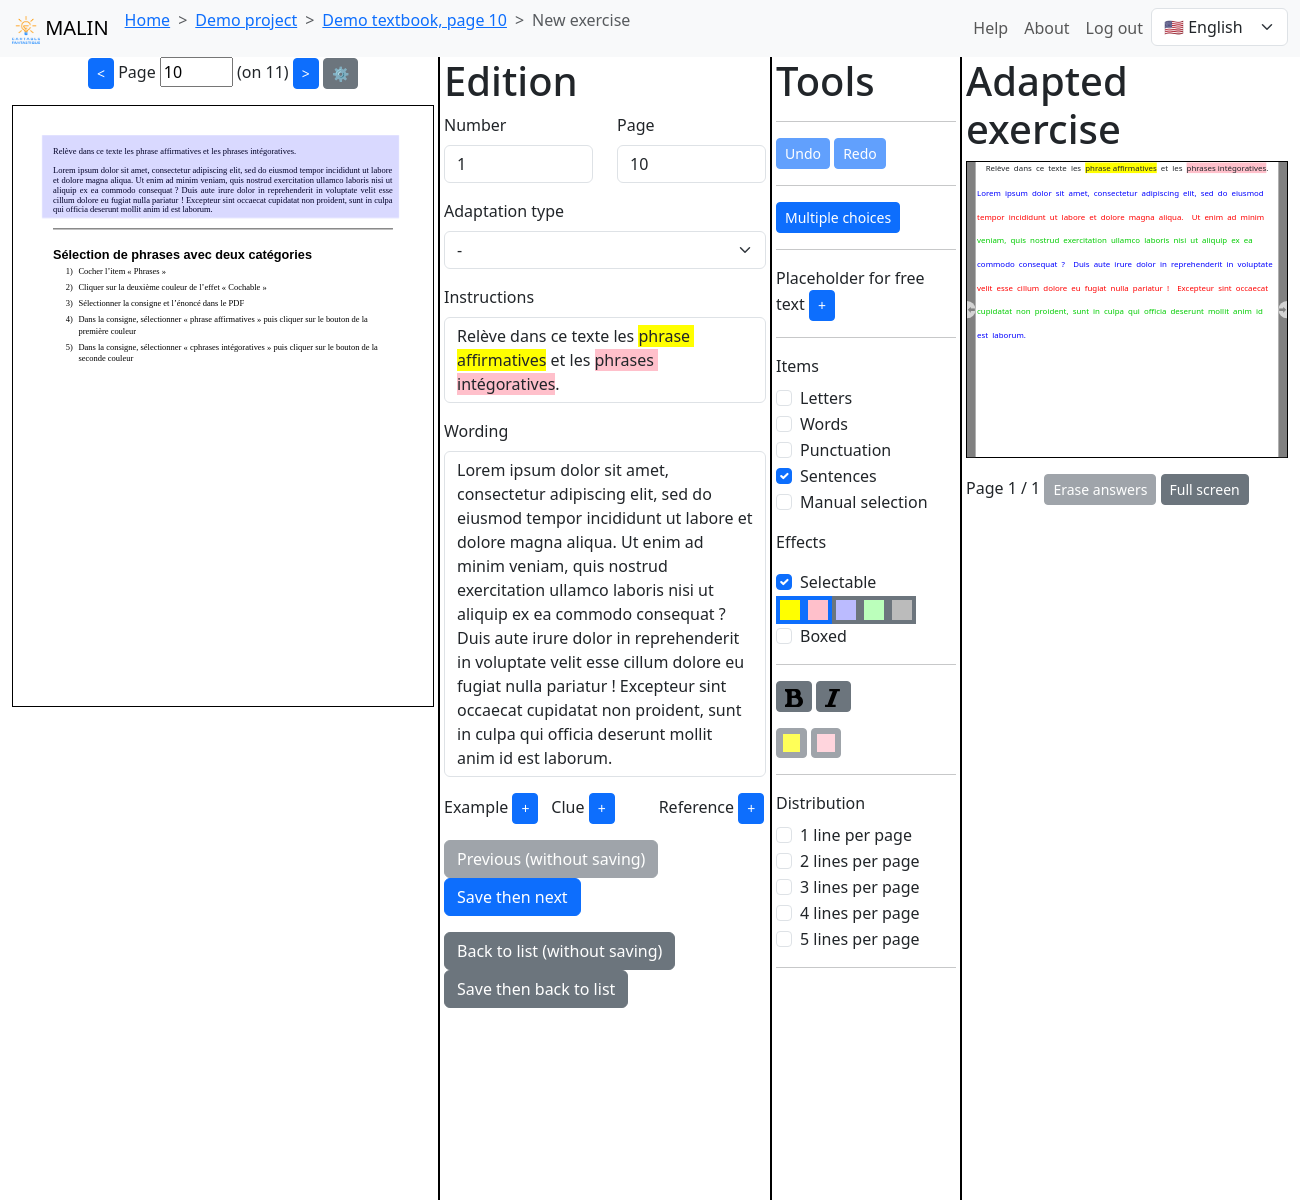 MALIN
Home > Demo project > Demo textbook, page 10 > New exercise
Help About Log out 🇺🇸 English
< Page 10 (on 11) > ⚙️
Relève dans ce texte les phrase affirmatives et les phrases intégoratives.
Lorem ipsum dolor sit amet, consectetur adipiscing elit, sed do eiusmod tempor incididunt ut labore
et dolore magna aliqua. Ut enim ad minim veniam, quis nostrud exercitation ullamco laboris nisi ut
aliquip ex ea commodo consequat ? Duis aute irure dolor in reprehenderit in voluptate velit esse
cillum dolore eu fugiat nulla pariatur ! Excepteur sint occaecat cupidatat non proident, sunt in culpa
qui officia deserunt mollit anim id est laborum.
Sélection de phrases avec deux catégories
1) Cocher l’item « Phrases »
2) Cliquer sur la deuxième couleur de l’effet « Cochable »
3) Sélectionner la consigne et l’énoncé dans le PDF
4) Dans la consigne, sélectionner « phrase affirmatives » puis cliquer sur le bouton de la
première couleur
5) Dans la consigne, sélectionner « cphrases intégoratives » puis cliquer sur le bouton de la
seconde couleur
Edition
Number Page
1 10
Adaptation type
-
Instructions
Relève dans ce texte les phrase
affirmatives et les phrases
intégoratives.
Wording
Lorem ipsum dolor sit amet,
consectetur adipiscing elit, sed do
eiusmod tempor incididunt ut labore et
dolore magna aliqua. Ut enim ad
minim veniam, quis nostrud
exercitation ullamco laboris nisi ut
aliquip ex ea commodo consequat ?
Duis aute irure dolor in reprehenderit
in voluptate velit esse cillum dolore eu
fugiat nulla pariatur ! Excepteur sint
occaecat cupidatat non proident, sunt
in culpa qui officia deserunt mollit
anim id est laborum.
Example + Clue + Reference +
Previous (without saving)
Save then next
Back to list (without saving)
Save then back to list
Tools
Undo Redo
Multiple choices
Placeholder for free
text +
Items
Letters
Words
Punctuation
Sentences
Manual selection
Effects
Selectable
Boxed
B I
Distribution
1 line per page
2 lines per page
3 lines per page
4 lines per page
5 lines per page
Adapted
exercise
Relève dans ce texte les phrase affirmatives et les phrases intégoratives.
Lorem ipsum dolor sit amet, consectetur adipiscing elit, sed do eiusmod
tempor incididunt ut labore et dolore magna aliqua. Ut enim ad minim
veniam, quis nostrud exercitation ullamco laboris nisi ut aliquip ex ea
commodo consequat ? Duis aute irure dolor in reprehenderit in voluptate
velit esse cillum dolore eu fugiat nulla pariatur ! Excepteur sint occaecat
cupidatat non proident, sunt in culpa qui officia deserunt mollit anim id
est laborum.
Page 1 / 1 Erase answers Full screen